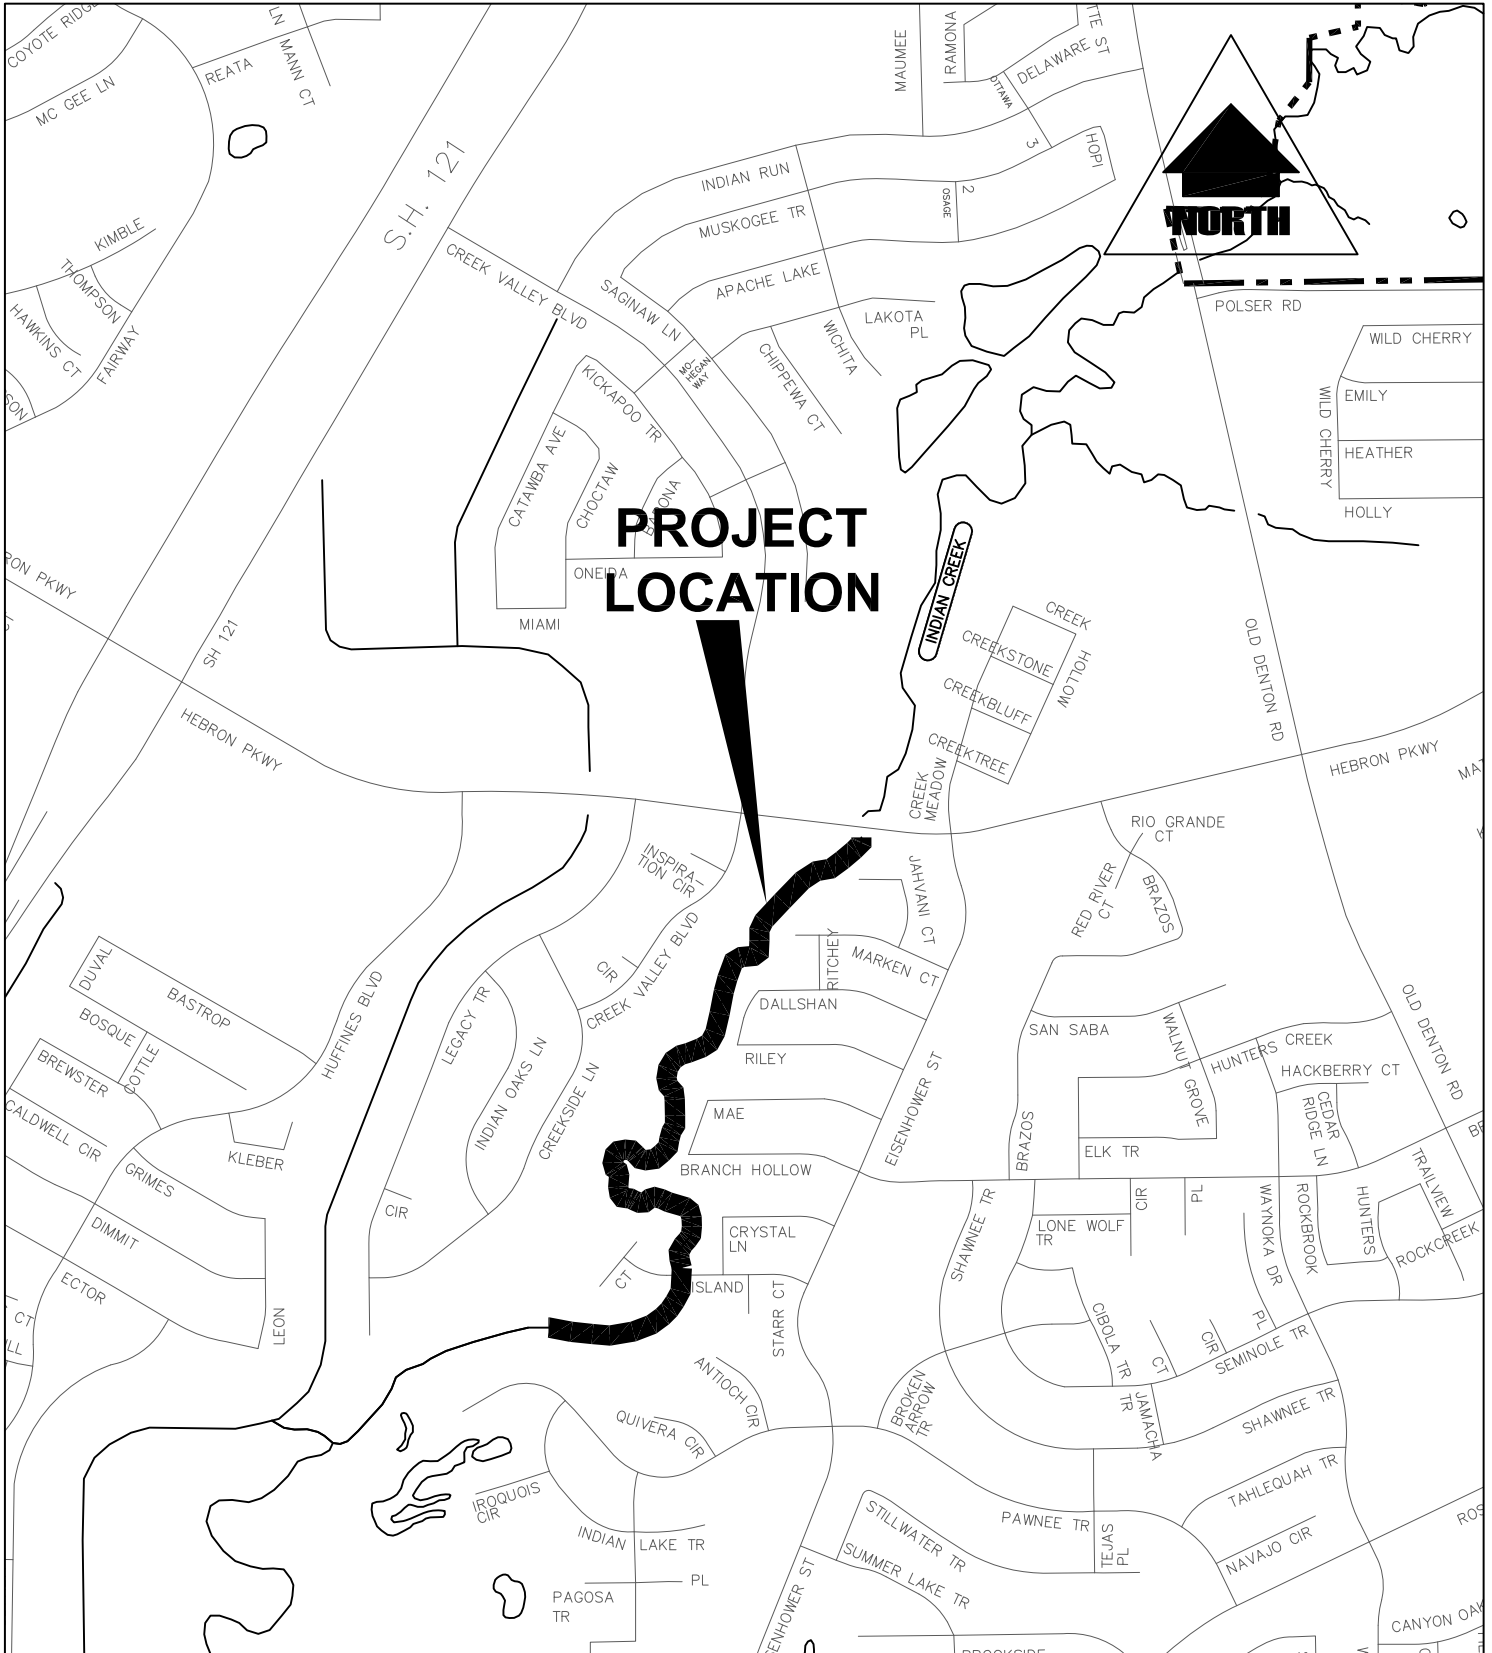 COYOTE RIDGE
MC GEE LN
REATA
LN
MANN CT
MAUMEE
RAMONA
OTTAWA
DELAWARE
TTE ST
3
HOPI
INDIAN RUN
MUSKOGEE TR
OSAGE
2
NORTH
S.H. 121
KIMBLE
THOMPSON
HAWKINS CT
FAIRWAY
SON
CREEK VALLEY BLVD
SAGINAW LN
APACHE LAKE
LAKOTA
PL
WICHITA
CHIPPEWA CT
MO-
HEGAN
WAY
KICKAPOO TR
POLSER RD
WILD CHERRY
EMILY
WILD CHERRY
HEATHER
HOLLY
CATAWBA AVE
CHOCTAW
PROJECT
LOCATION
ONEIDA
MIAMI
INDIAN CREEK
RON PKWY
SH 121
CREEK
HOLLOW
CREEKSTONE
CREEKBLUFF
CREEKTREE
CREEK
MEADOW
OLD DENTON RD
HEBRON PKWY
HEBRON PKWY
RIO GRANDE
CT
RED RIVER
CT
BRAZOS
INSPIRA-
TION CIR
JAHVANI CT
MARKEN CT
RITCHEY
DUVAL
BASTROP
BOSQUE
BREWSTER
COTTLE
HUFFINES BLVD
LEGACY TR
CIR
CREEK VALLEY BLVD
INDIAN OAKS LN
CREEKSIDE LN
DALLSHAN
RILEY
MAE
BRANCH HOLLOW
EISENHOWER ST
SAN SABA
WALNUT GROVE
HUNTERS
CREEK
HACKBERRY CT
CEDAR
RIDGE LN
OLD DENTON RD
BRAZOS
ELK TR
CALDWELL CIR
GRIMES
KLEBER
DIMMIT
ECTOR
LEON
CT
ILL
CIR
CRYSTAL
LN
CT
ISLAND
STARR CT
SHAWNEE TR
LONE WOLF
TR
CIR
PL
WAYNOKA DR
ROCKBROOK
HUNTERS
TRAILVIEW
ROCKCREEK
CIBOLA TR
CT
CIR
PL
SEMINOLE TR
ANTIOCH CIR
QUIVERA CIR
BROKEN
ARROW
TR
JAMACHA
TR
SHAWNEE TR
TAHLEQUAH TR
IROQUOIS
CIR
INDIAN LAKE TR
PL
PAGOSA
TR
STILLWATER TR
SUMMER LAKE TR
PAWNEE TR
TEJAS
PL
NAVAJO CIR
ROS
CANYON OAK
SENHOWER ST
BROOKSIDE